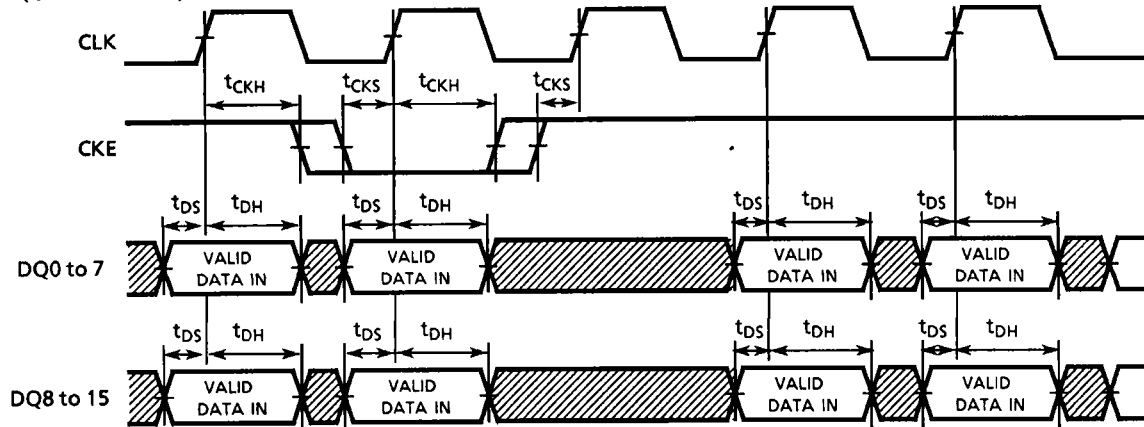 CLK
tCKH tCKS tCKH tCKS
CKE
tDS tDH tDS tDH tDS tDH tDS tDH
DQ0 to 7
VALID DATA IN VALID DATA IN VALID DATA IN VALID DATA IN
tDS tDH tDS tDH tDS tDH tDS tDH
DQ8 to 15
VALID DATA IN VALID DATA IN VALID DATA IN VALID DATA IN